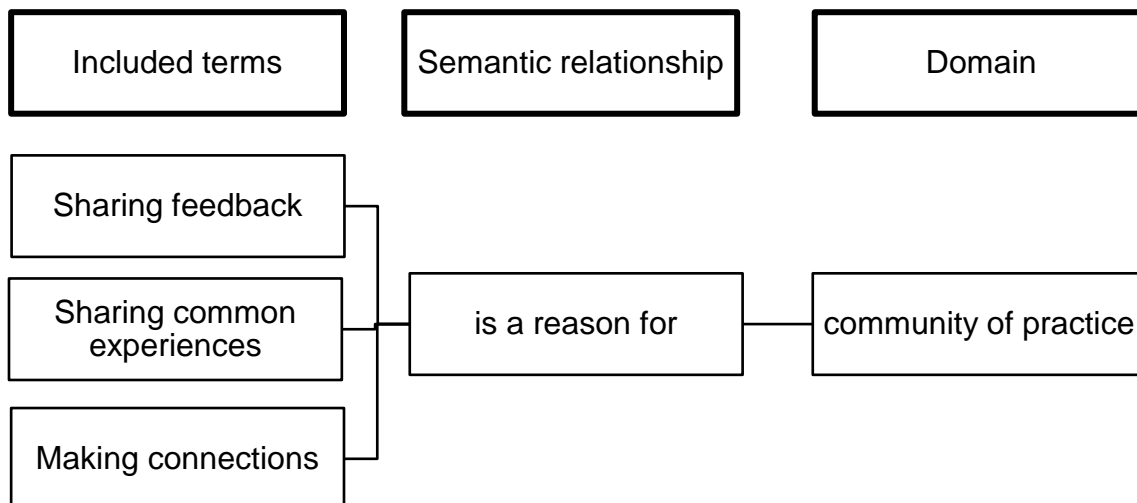 Included terms
Semantic relationship
Domain
Sharing feedback
Sharing common
experiences
is a reason for
community of practice
Making connections